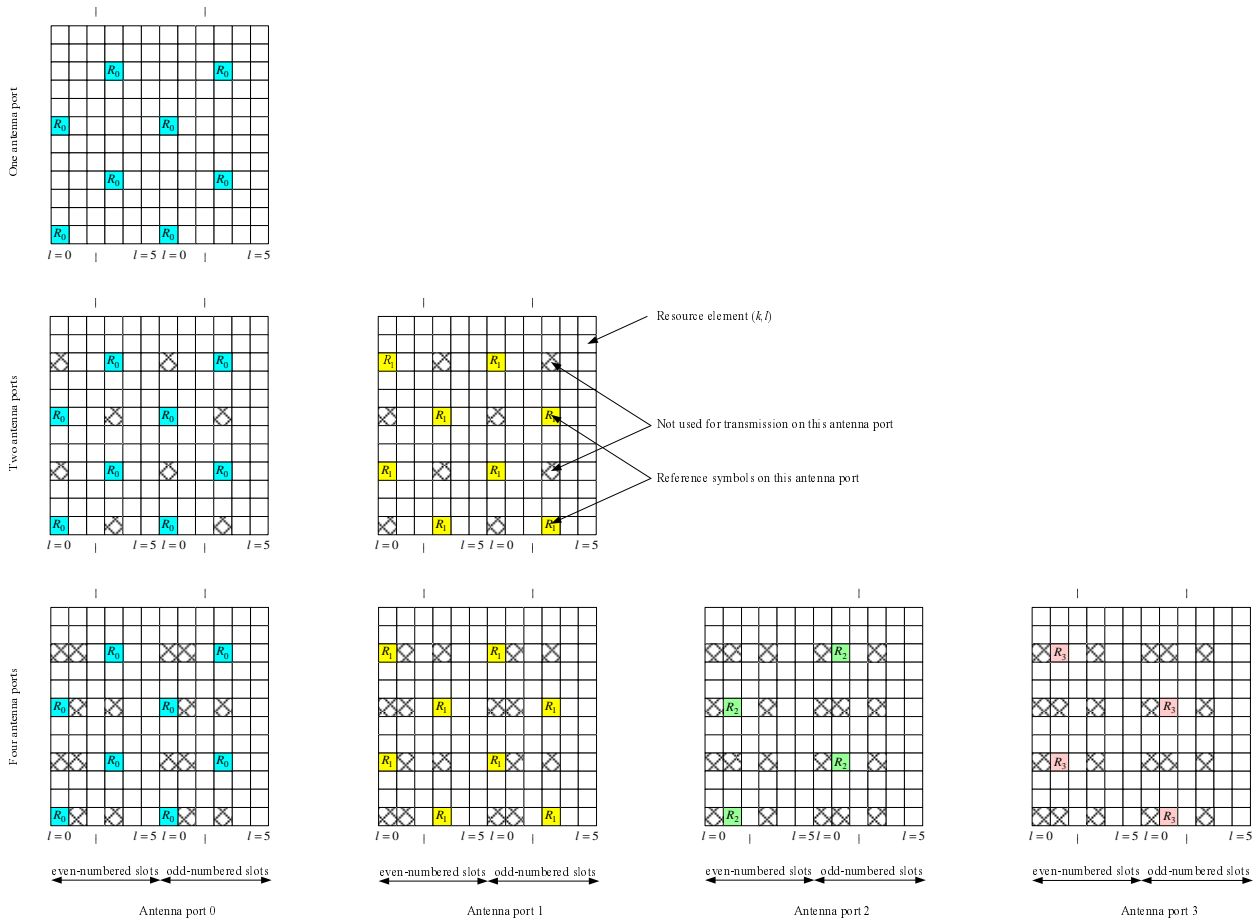 One antenna port
R0 R0
R0 R0
R0 R0
R0 R0
l = 0 l = 5 l = 0 l = 5
Two antenna ports
R0 R0
R0 R0
R0 R0
R0 R0
l = 0 l = 5 l = 0 l = 5
R1 R1
R1 R1
R1 R1
R1 R1
l = 0 l = 5 l = 0 l = 5
Resource element (k,l)
Not used for transmission on this antenna port
Reference symbols on this antenna port
Four antenna ports
R0 R0
R0 R0
R0 R0
R0 R0
l = 0 l = 5 l = 0 l = 5
even-numbered slots odd-numbered slots
Antenna port 0
R1 R1
R1 R1
R1 R1
R1 R1
l = 0 l = 5 l = 0 l = 5
even-numbered slots odd-numbered slots
Antenna port 1
R2
R2
R2
R2
l = 0 l = 5 l = 0 l = 5
even-numbered slots odd-numbered slots
Antenna port 2
R3
R3
R3
R3
l = 0 l = 5 l = 0 l = 5
even-numbered slots odd-numbered slots
Antenna port 3